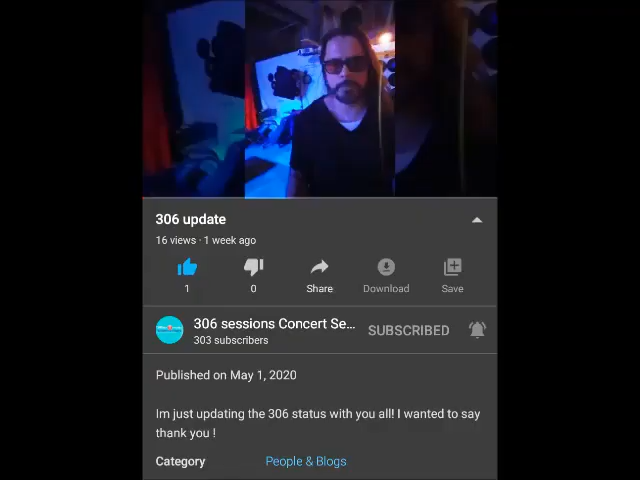 306 update
16 views · 1 week ago
1
0
Share
Download
Save
306 sessions Concert Se...
SUBSCRIBED
303 subscribers
Published on May 1, 2020
Im just updating the 306 status with you all! I wanted to say
thank you !
Category
People & Blogs